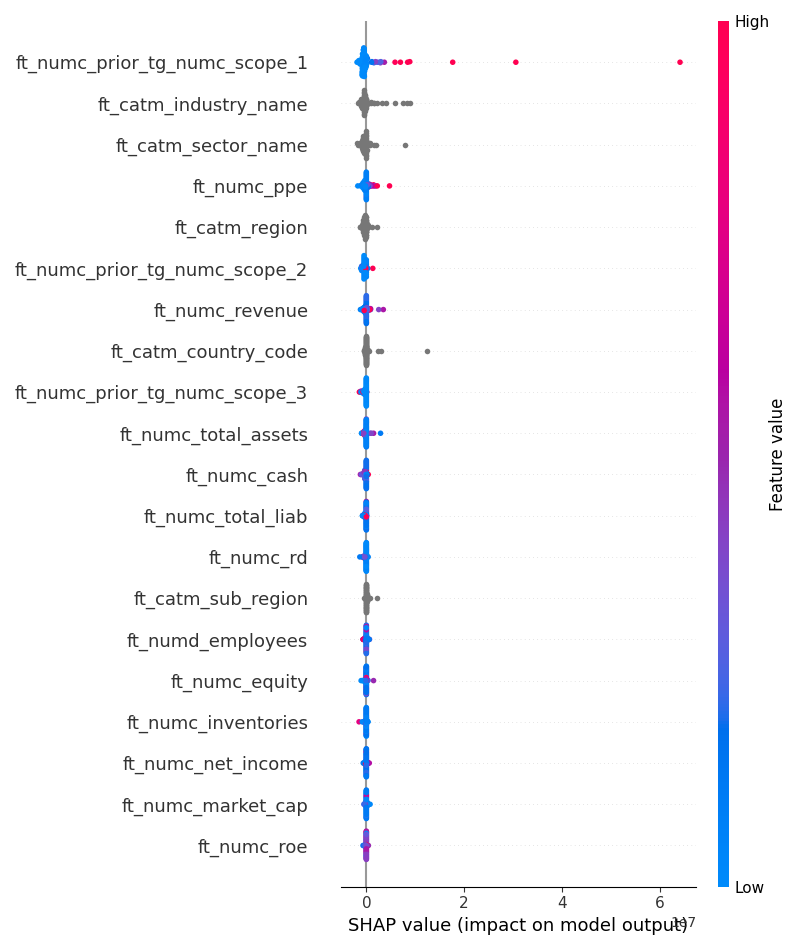 High
ft_numc_prior_tg_numc_scope_1
ft_catm_industry_name
ft_catm_sector_name
ft_numc_ppe
ft_catm_region
ft_numc_prior_tg_numc_scope_2
ft_numc_revenue
ft_catm_country_code
ft_numc_prior_tg_numc_scope_3
ft_numc_total_assets
ft_numc_cash
ft_numc_total_liab
ft_numc_rd
ft_catm_sub_region
ft_numd_employees
ft_numc_equity
ft_numc_inventories
ft_numc_net_income
ft_numc_market_cap
ft_numc_roe
Feature value
Low
0 2 4 6
1e7
SHAP value (impact on model output)